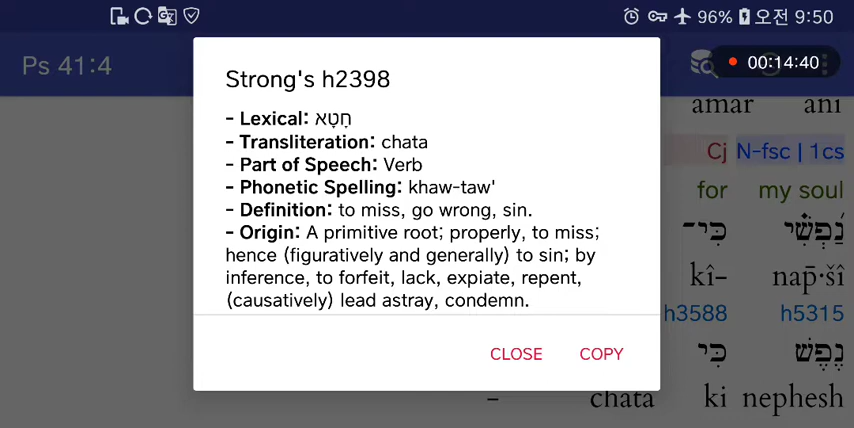 96% 오전 9:50
Ps 41:4
00:14:40
Strong's h2398
- Lexical: חָטָא
- Transliteration: chata
- Part of Speech: Verb
- Phonetic Spelling: khaw-taw'
- Definition: to miss, go wrong, sin.
- Origin: A primitive root; properly, to miss;
hence (figuratively and generally) to sin; by
inference, to forfeit, lack, expiate, repent,
(causatively) lead astray, condemn.
CLOSE COPY
amar ani
Cj N-fsc | 1cs
for my soul
נַ֝פְשִׁ֗י כִּי־
kî- nap̄·šî
h3588 h5315
נֶפֶשׁ כִּי
- chata ki nephesh